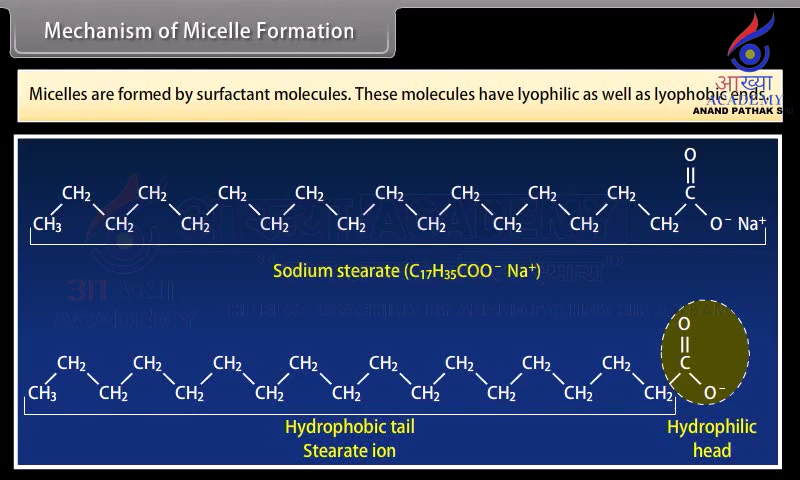 Mechanism of Micelle Formation
आख्या
ACADEMY
ANAND PATHAK
Micelles are formed by surfactant molecules. These molecules have lyophilic as well as lyophobic ends.
O
CH₂ CH₂ CH₂ CH₂ CH₂ CH₂ CH₂ CH₂ C
CH₃ CH₂ CH₂ CH₂ CH₂ CH₂ CH₂ CH₂ CH₂ O⁻ Na⁺
Sodium stearate (C₁₇H₃₅COO⁻ Na⁺)
O
CH₂ CH₂ CH₂ CH₂ CH₂ CH₂ CH₂ CH₂ C
CH₃ CH₂ CH₂ CH₂ CH₂ CH₂ CH₂ CH₂ CH₂ O⁻
Hydrophobic tail Hydrophilic
Stearate ion head